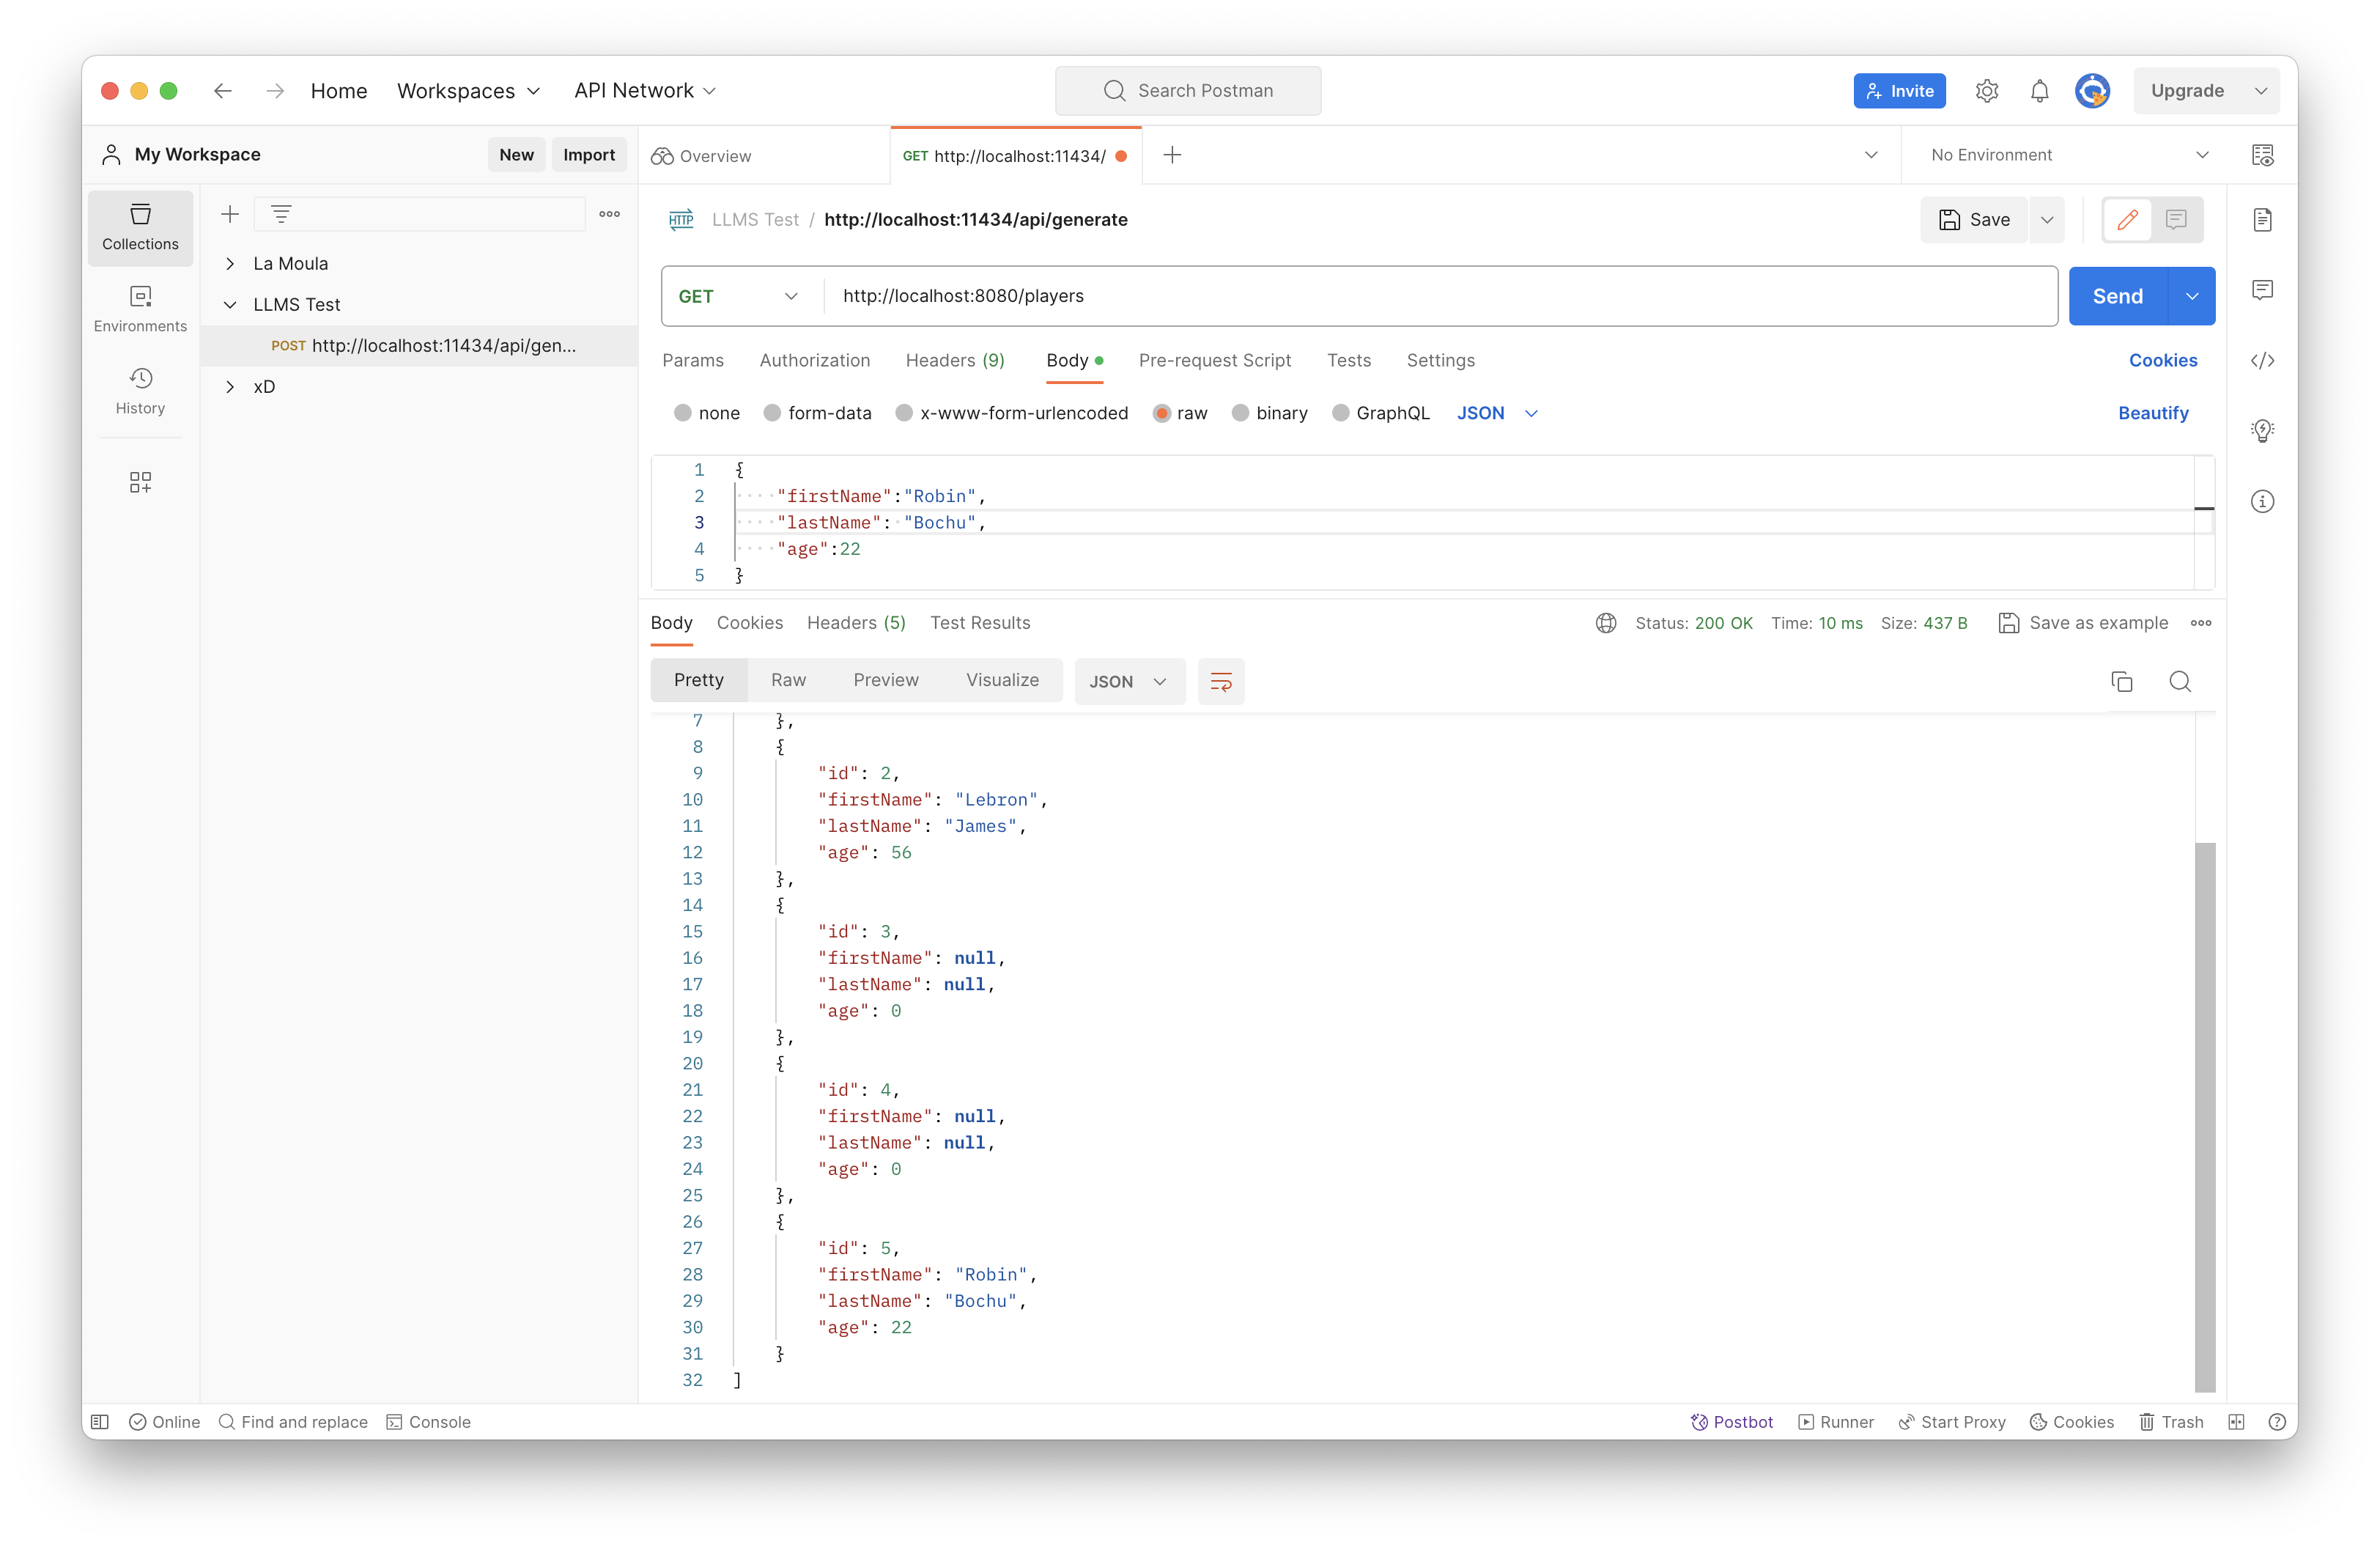 Home Workspaces API Network Search Postman Invite Upgrade
My Workspace New Import Overview GET http://localhost:11434/ No Environment
Collections
Environments
History
La Moula
LLMS Test
POST http://localhost:11434/api/gen...
xD
LLMS Test / http://localhost:11434/api/generate Save
GET http://localhost:8080/players Send
Params Authorization Headers (9) Body Pre-request Script Tests Settings Cookies
none form-data x-www-form-urlencoded raw binary GraphQL JSON Beautify
1 {
2 "firstName":"Robin",
3 "lastName": "Bochu",
4 "age":22
5 }
Body Cookies Headers (5) Test Results Status: 200 OK Time: 10 ms Size: 437 B Save as example
Pretty Raw Preview Visualize JSON
7 },
8 {
9 "id": 2,
10 "firstName": "Lebron",
11 "lastName": "James",
12 "age": 56
13 },
14 {
15 "id": 3,
16 "firstName": null,
17 "lastName": null,
18 "age": 0
19 },
20 {
21 "id": 4,
22 "firstName": null,
23 "lastName": null,
24 "age": 0
25 },
26 {
27 "id": 5,
28 "firstName": "Robin",
29 "lastName": "Bochu",
30 "age": 22
31 }
32 ]
Online Find and replace Console Postbot Runner Start Proxy Cookies Trash